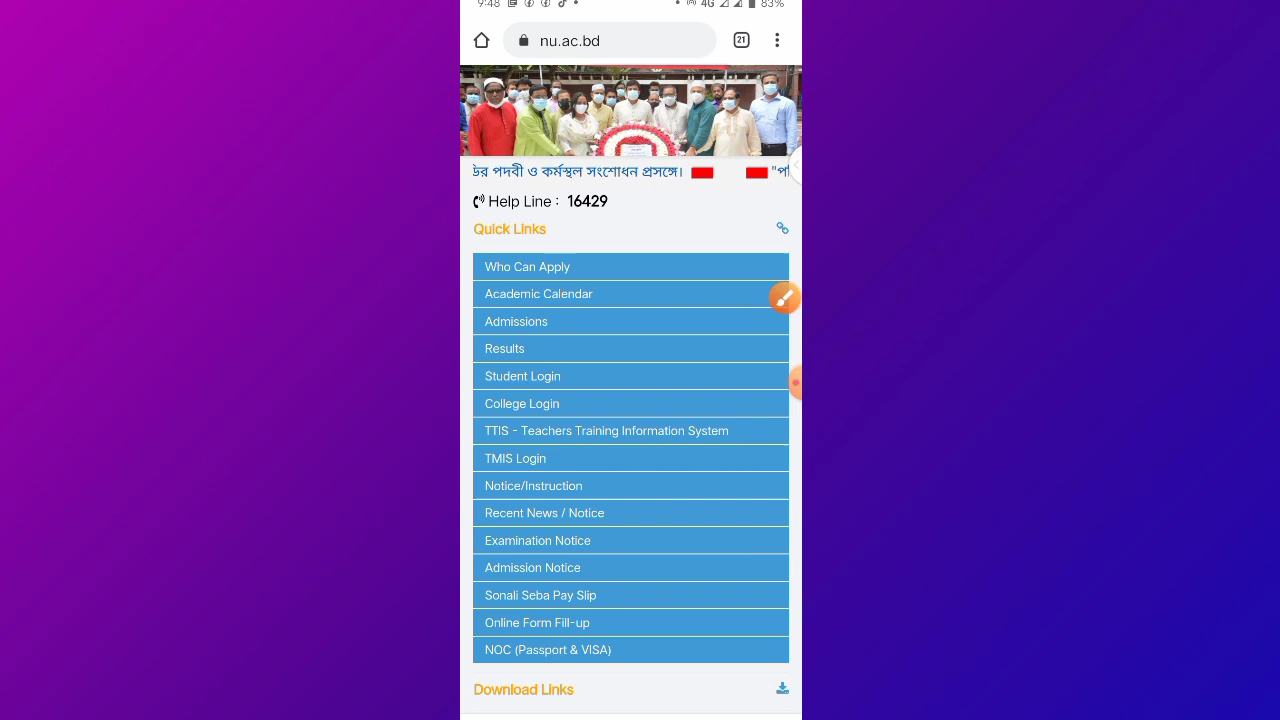 9:48 4G 83%
nu.ac.bd 21
পদবী ও কর্মস্থল সংশোধন প্রসঙ্গে।
Help Line : 16429
Quick Links
Who Can Apply
Academic Calendar
Admissions
Results
Student Login
College Login
TTIS - Teachers Training Information System
TMIS Login
Notice/Instruction
Recent News / Notice
Examination Notice
Admission Notice
Sonali Seba Pay Slip
Online Form Fill-up
NOC (Passport & VISA)
Download Links